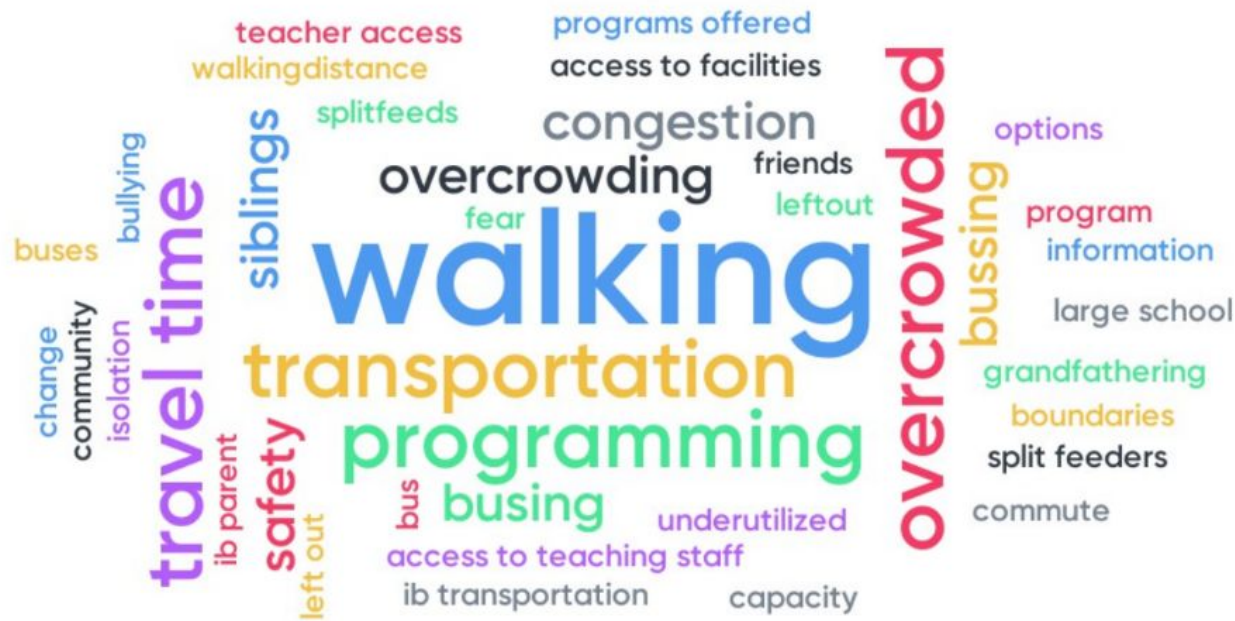 teacher access
programs offered
walkingdistance
access to facilities
splitfeeds
congestion
options
siblings
overcrowded
bullying
overcrowding
friends
bussing
fear
leftout
program
buses
travel time
walking
information
large school
change
community
isolation
transportation
grandfathering
boundaries
programming
split feeders
ib parent
safety
bus
busing
underutilized
commute
left out
access to teaching staff
ib transportation
capacity